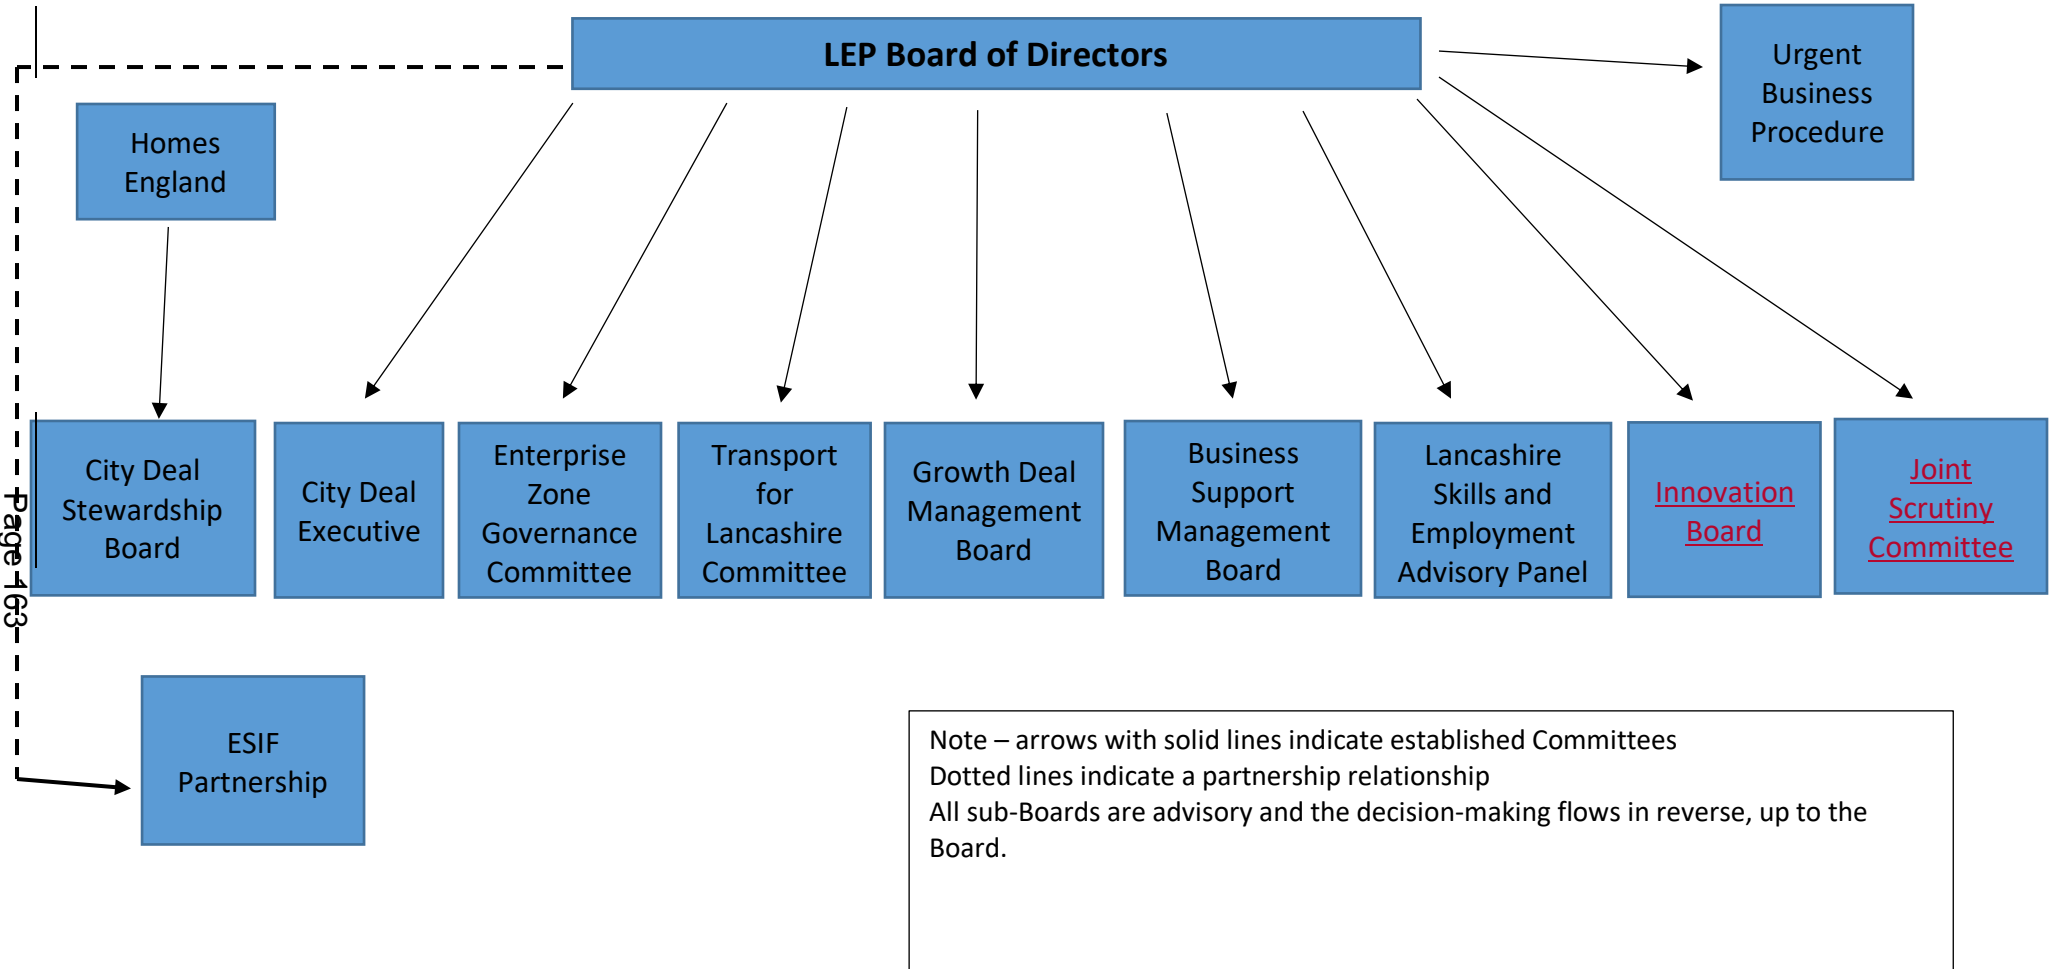 LEP Board of Directors
Urgent
Business
Procedure
Homes
England
City Deal
Stewardship
Board
City Deal
Executive
Enterprise
Zone
Governance
Committee
Transport
for
Lancashire
Committee
Growth Deal
Management
Board
Business
Support
Management
Board
Lancashire
Skills and
Employment
Advisory Panel
Innovation
Board
Joint
Scrutiny
Committee
Page 163
ESIF
Partnership
Note – arrows with solid lines indicate established Committees
Dotted lines indicate a partnership relationship
All sub-Boards are advisory and the decision-making flows in reverse, up to the
Board.